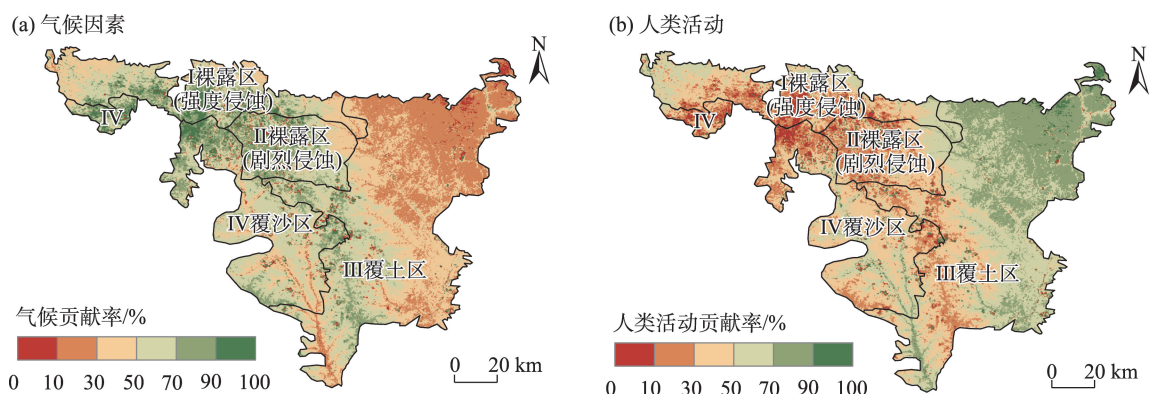 (a) 气候因素
N
I裸露区
(强度侵蚀)
IV
II裸露区
(剧烈侵蚀)
IV覆沙区
III覆土区
气候贡献率/%
0 10 30 50 70 90 100
0 20 km
(b) 人类活动
N
I裸露区
(强度侵蚀)
IV
II裸露区
(剧烈侵蚀)
IV覆沙区
III覆土区
人类活动贡献率/%
0 10 30 50 70 90 100
0 20 km